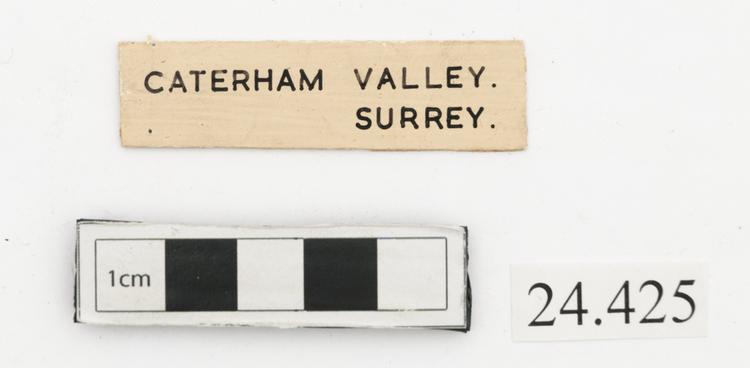 CATERHAM VALLEY.
SURREY.
1cm
24.425